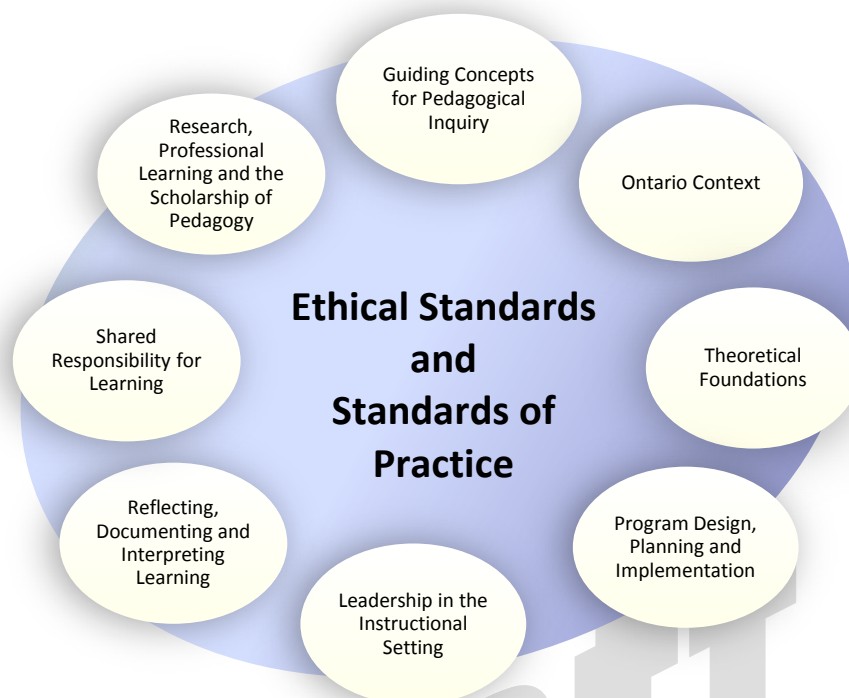 Guiding Concepts
for Pedagogical
Inquiry
Ontario Context
Theoretical
Foundations
Program Design,
Planning and
Implementation
Leadership in the
Instructional
Setting
Reflecting,
Documenting and
Interpreting
Learning
Shared
Responsibility for
Learning
Research,
Professional
Learning and the
Scholarship of
Pedagogy
Ethical Standards
and
Standards of
Practice